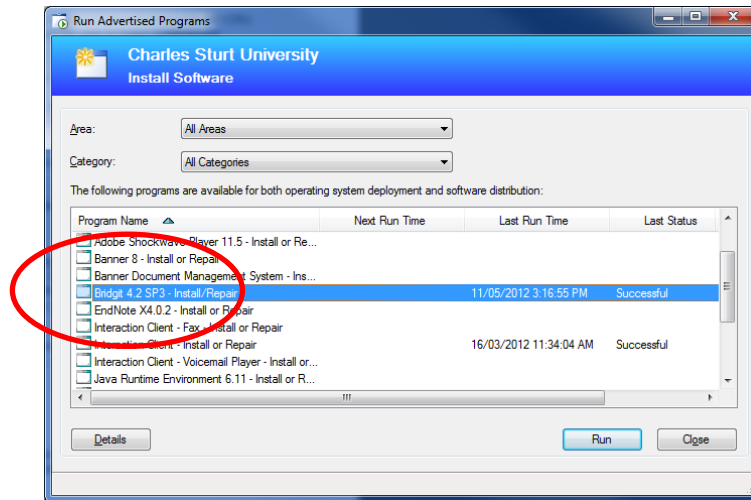 Run Advertised Programs
Charles Sturt University
Install Software
Area: All Areas
Category: All Categories
The following programs are available for both operating system deployment and software distribution:
Program Name Next Run Time Last Run Time Last Status
Adobe Shockwave Player 11.5 - Install or Re...
Banner 8 - Install or Repair
Banner Document Management System - Ins...
Bridgit 4.2 SP3 - Install/Repair 11/05/2012 3:16:55 PM Successful
EndNote X4.0.2 - Install or Repair
Interaction Client - Fax - Install or Repair
Interaction Client - Install or Repair 16/03/2012 11:34:04 AM Successful
Interaction Client - Voicemail Player - Install or...
Java Runtime Environment 6.11 - Install or R...
Details Run Close